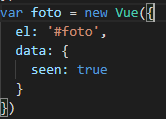 var foto = new Vue({
  el: '#foto',
  data: {
    seen: true
  }
})